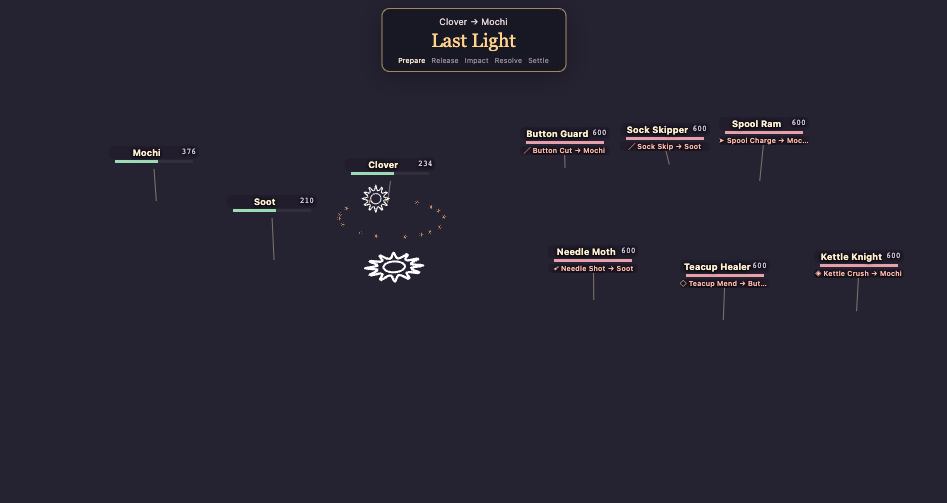 Clover → Mochi
Last Light
Prepare Release Impact Resolve Settle
Mochi 376
Soot 210
Clover 234
Button Guard 600
Button Cut → Mochi
Sock Skipper 600
Sock Skip → Soot
Spool Ram 600
Spool Charge → Moc...
Needle Moth 600
Needle Shot → Soot
Teacup Healer 600
Teacup Mend → But...
Kettle Knight 600
Kettle Crush → Mochi